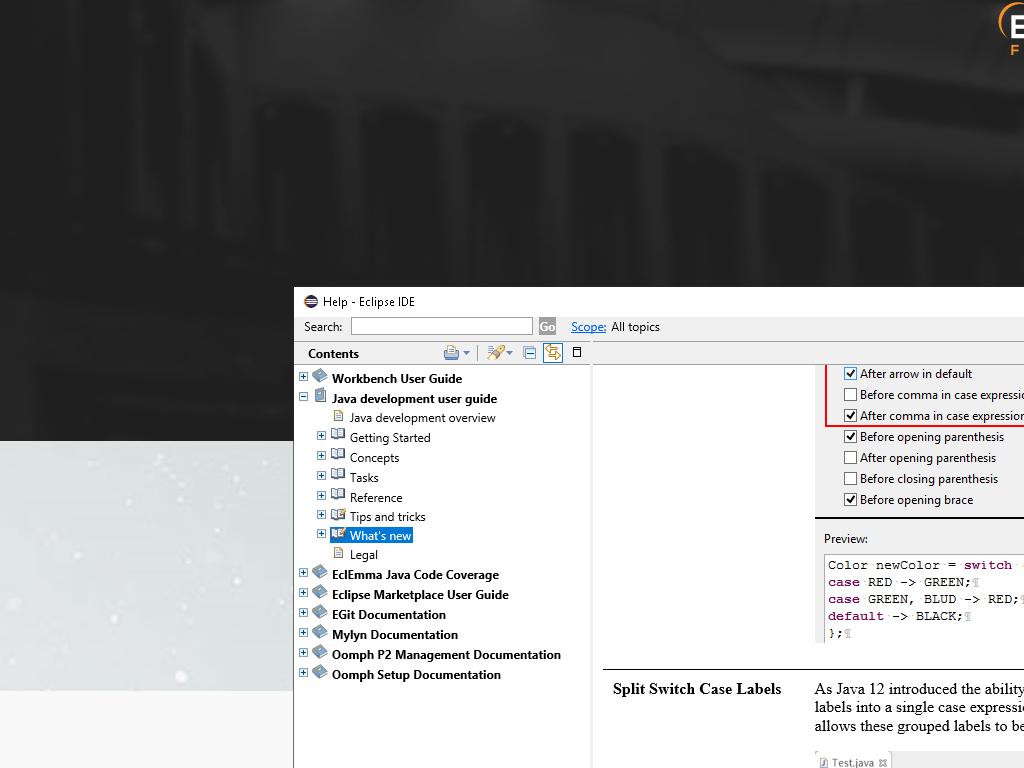 E
F
Help - Eclipse IDE
Search: Go Scope: All topics
Contents
Workbench User Guide
Java development user guide
Java development overview
Getting Started
Concepts
Tasks
Reference
Tips and tricks
What's new
Legal
EclEmma Java Code Coverage
Eclipse Marketplace User Guide
EGit Documentation
Mylyn Documentation
Oomph P2 Management Documentation
Oomph Setup Documentation
After arrow in default
Before comma in case expressio
After comma in case expression
Before opening parenthesis
After opening parenthesis
Before closing parenthesis
Before opening brace
Preview:
Color newColor = switch
case RED -> GREEN;¶
case GREEN, BLUD -> RED;¶
default -> BLACK;¶
};¶
Split Switch Case Labels
As Java 12 introduced the ability
labels into a single case expressio
allows these grouped labels to be
Test.java